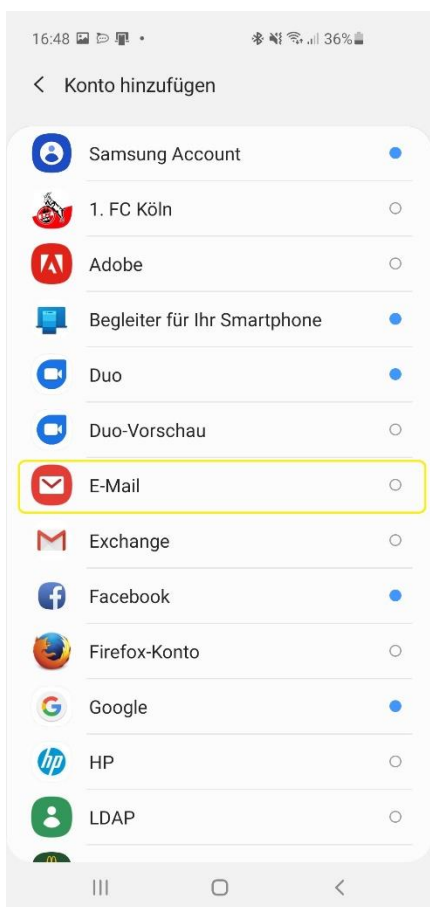 16:48 36%
Konto hinzufügen
Samsung Account
1. FC Köln
Adobe
Begleiter für Ihr Smartphone
Duo
Duo-Vorschau
E-Mail
Exchange
Facebook
Firefox-Konto
Google
hp HP
LDAP